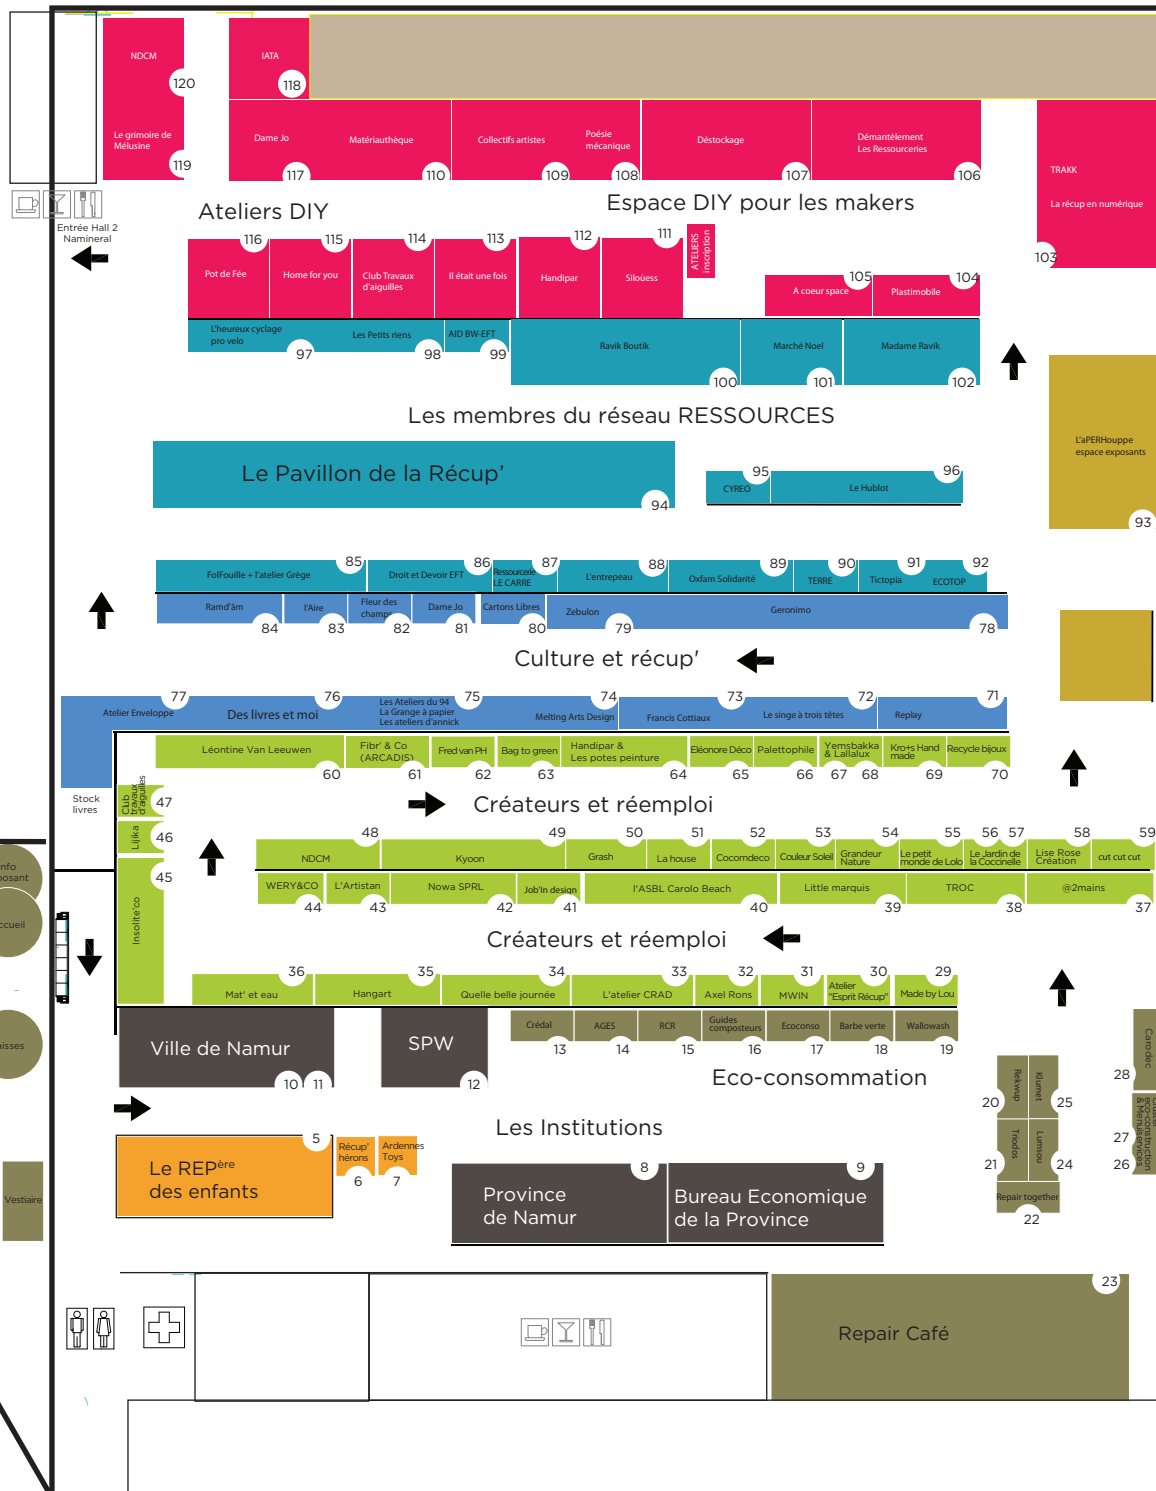 NDCM
120
IATA
118
Le grimoire de
Mélusine
119
Dame Jo
117
Matériauthèque
110
Collectifs artistes
109
Poésie
mécanique
108
Déstockage
107
Démantèlement
Les Ressourceries
106
TRAKK
La récup en numérique
103
Entrée Hall 2
Namineral
Ateliers DIY
Espace DIY pour les makers
116
Pot de Fée
115
Home for you
114
Club Travaux
d'aiguilles
113
Il était une fois
112
Handipar
111
Siloùess
ATELIERS
inscription
105
A coeur space
104
Plastimobile
L'heureux cyclage
pro velo
97
Les Petits riens
98
AID BW-EFT
99
Ravik Boutik
100
Marché Noel
101
Madame Ravik
102
Les membres du réseau RESSOURCES
Le Pavillon de la Récup'
94
95
CYREO
96
Le Hublot
L'aPERHouppe
espace exposants
93
85
FolFouille + l'atelier Grège
86
Droit et Devoir EFT
87
Ressourcerie
LE CARRE
88
L'entrepeau
89
Oxfam Solidarité
90
TERRE
91
Tictopia
92
ECOTOP
Ramd'âm
84
l'Aire
83
Fleur des
champs
82
Dame Jo
81
Cartons Libres
80
Zebulon
79
Geronimo
78
Culture et récup'
77
Atelier Enveloppe
76
Des livres et moi
75
Les Ateliers du 94
La Grange à papier
Les ateliers d'annick
74
Melting Arts Design
73
Francis Cottiaux
72
Le singe à trois têtes
71
Replay
Stock
livres
Léontine Van Leeuwen
60
Fibr' & Co
(ARCADIS)
61
Fred van PH
62
Bag to green
63
Handipar &
Les potes peinture
64
Eléonore Déco
65
Palettophile
66
Yemsbakka
& Lallalux
67
68
Kro+s Hand
made
69
Recycle bijoux
70
Club
travaux
d'aiguilles
47
Lijika
46
Insolite'co
45
Créateurs et réemploi
48
NDCM
49
Kyoon
50
Grash
51
La house
52
Cocomdeco
53
Couleur Soleil
54
Grandeur
Nature
55
Le petit
monde de Lolo
56
57
Le Jardin de
la Coccinelle
58
Lise Rose
Création
59
cut cut cut
WERY&CO
44
L'Artistan
43
Nowa SPRL
42
Job'In design
41
l'ASBL Carolo Beach
40
Little marquis
39
TROC
38
@2mains
37
Créateurs et réemploi
36
Mat' et eau
35
Hangart
34
Quelle belle journée
33
L'atelier CRAD
32
Axel Rons
31
MWIN
30
Atelier
"Esprit Récup"
29
Made by Lou
Ville de Namur
10
11
SPW
12
Crédal
13
AGES
14
RCR
15
Guides
composteurs
16
Ecoconso
17
Barbe verte
18
Wallowash
19
Eco-consommation
Rekwup
20
Klumet
25
Triodos
21
Lumsou
24
Repair together
22
Carodec
28
eco-construction
& Menuiservices
27
26
Les Institutions
5
Le REPère
des enfants
Récup'
hérons
6
Ardennes
Toys
7
8
Province
de Namur
9
Bureau Economique
de la Province
Vestiaire
23
Repair Café